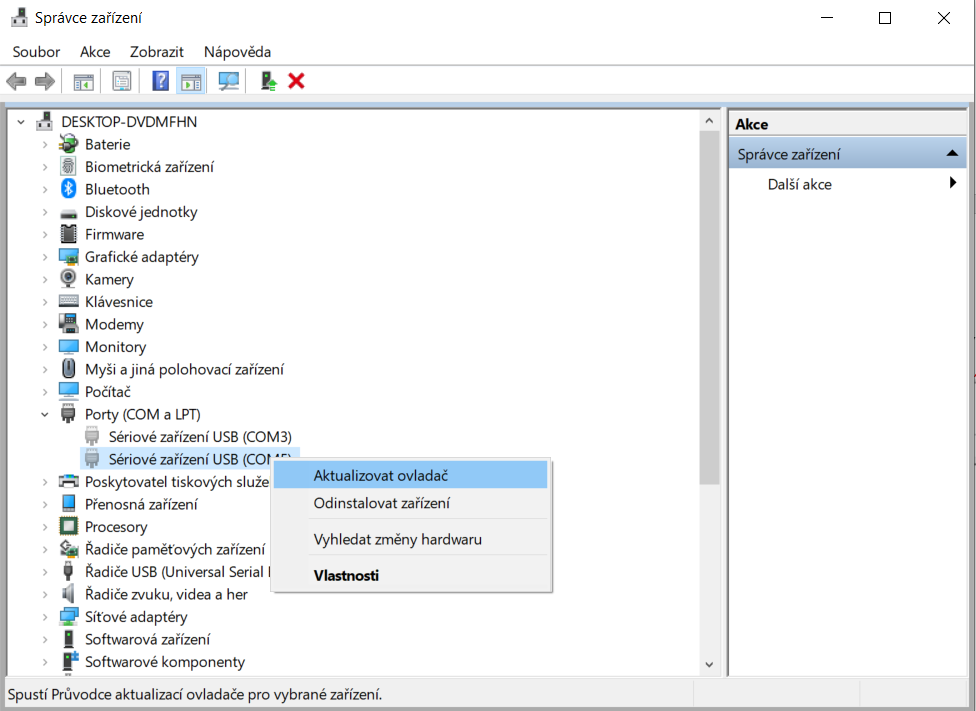 Správce zařízení
Soubor Akce Zobrazit Nápověda
DESKTOP-DVDMFHN
Baterie
Biometrická zařízení
Bluetooth
Diskové jednotky
Firmware
Grafické adaptéry
Kamery
Klávesnice
Modemy
Monitory
Myši a jiná polohovací zařízení
Počítač
Porty (COM a LPT)
Sériové zařízení USB (COM3)
Sériové zařízení USB
Poskytovatel tiskových služe
Přenosná zařízení
Procesory
Řadiče paměťových zařízení
Řadiče USB (Universal Serial
Řadiče zvuku, videa a her
Síťové adaptéry
Softwarová zařízení
Softwarové komponenty
Aktualizovat ovladač
Odinstalovat zařízení
Vyhledat změny hardwaru
Vlastnosti
Akce
Správce zařízení
Další akce
Spustí Průvodce aktualizací ovladače pro vybrané zařízení.